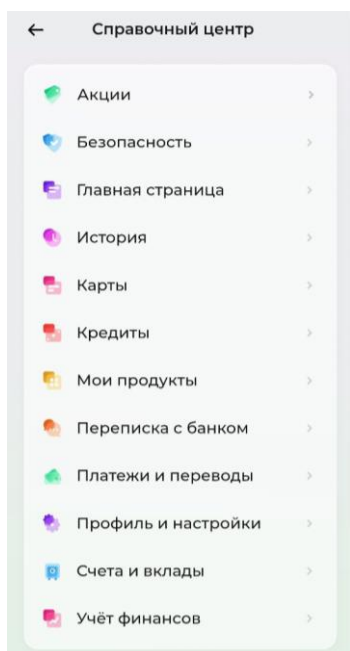 Справочный центр
Акции
Безопасность
Главная страница
История
Карты
Кредиты
Мои продукты
Переписка с банком
Платежи и переводы
Профиль и настройки
Счета и вклады
Учёт финансов